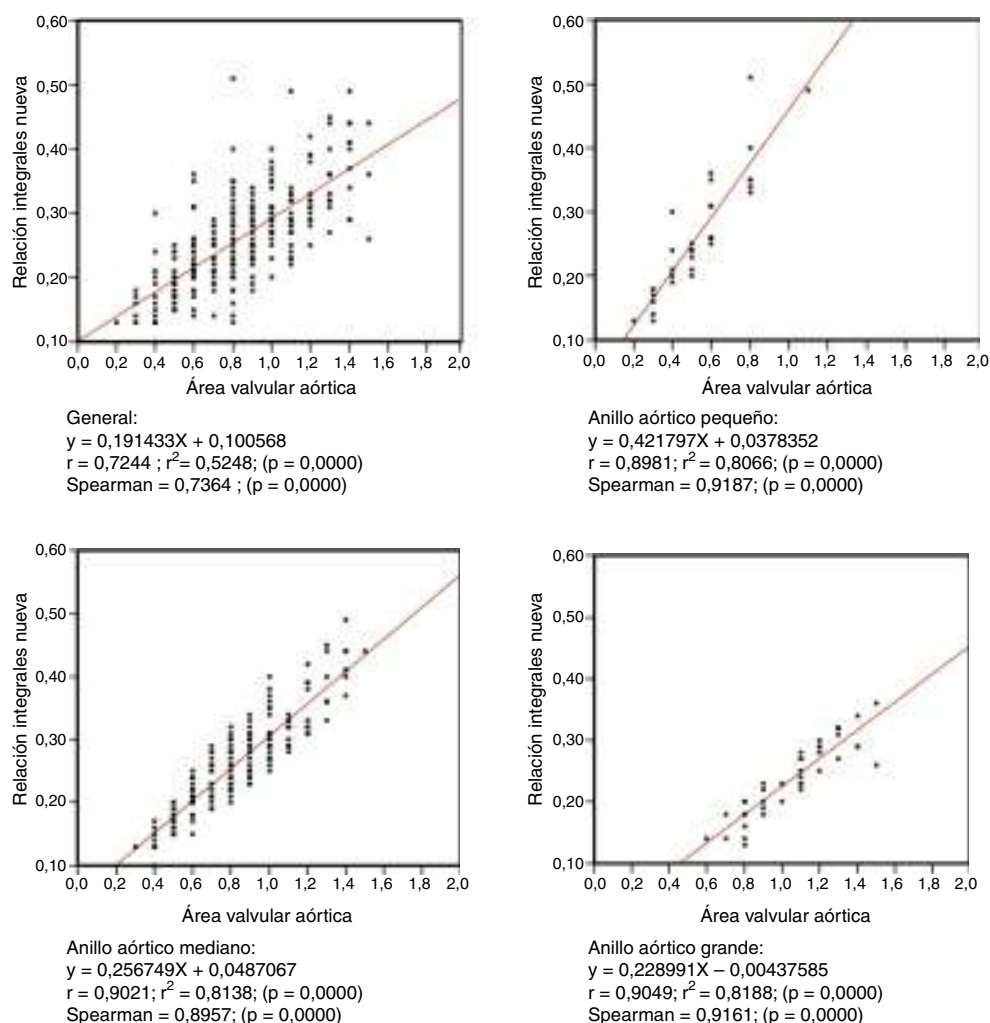 0,60
0,50
0,40
0,30
0,20
0,10
Relación integrales nueva
0,0 0,2 0,4 0,6 0,8 1,0 1,2 1,4 1,6 1,8 2,0
Área valvular aórtica
General:
y = 0,191433X + 0,100568
r = 0,7244 ; r²= 0,5248; (p = 0,0000)
Spearman = 0,7364 ; (p = 0,0000)
0,60
0,50
0,40
0,30
0,20
0,10
Relación integrales nueva
0,0 0,2 0,4 0,6 0,8 1,0 1,2 1,4 1,6 1,8 2,0
Área valvular aórtica
Anillo aórtico pequeño:
y = 0,421797X + 0,0378352
r = 0,8981; r² = 0,8066; (p = 0,0000)
Spearman = 0,9187; (p = 0,0000)
0,60
0,50
0,40
0,30
0,20
0,10
Relación integrales nueva
0,0 0,2 0,4 0,6 0,8 1,0 1,2 1,4 1,6 1,8 2,0
Área valvular aórtica
Anillo aórtico mediano:
y = 0,256749X + 0,0487067
r = 0,9021; r² = 0,8138; (p = 0,0000)
Spearman = 0,8957; (p = 0,0000)
0,60
0,50
0,40
0,30
0,20
0,10
Relación integrales nueva
0,0 0,2 0,4 0,6 0,8 1,0 1,2 1,4 1,6 1,8 2,0
Área valvular aórtica
Anillo aórtico grande:
y = 0,228991X – 0,00437585
r = 0,9049; r² = 0,8188; (p = 0,0000)
Spearman = 0,9161; (p = 0,0000)